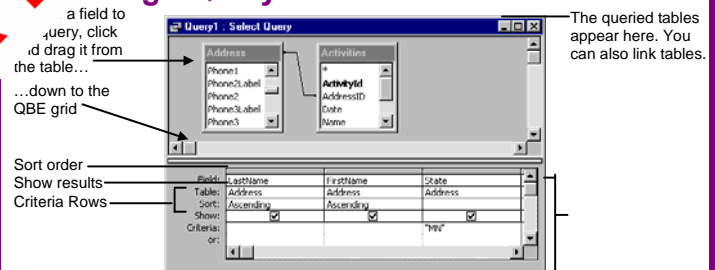 a field to
query, click
and drag it from
the table…
…down to the
QBE grid
Sort order
Show results
Criteria Rows
Query1 : Select Query
Address
Phone1
Phone2Label
Phone2
Phone3Label
Phone3
Activities
*
ActivityId
AddressID
Date
Name
The queried tables
appear here. You
can also link tables.
Field: LastName FirstName State
Table: Address Address Address
Sort: Ascending Ascending
Show:
Criteria: "MN"
or: